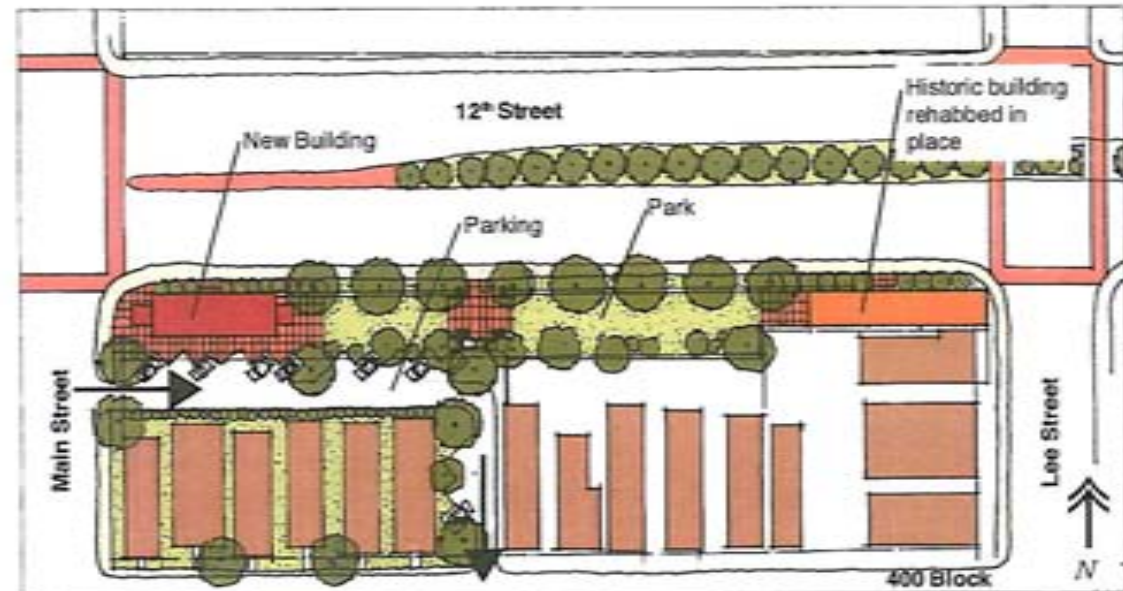 12th Street
Historic building
rehabbed in
place
New Building
Park
Parking
Main Street
Lee Street
400 Block
N